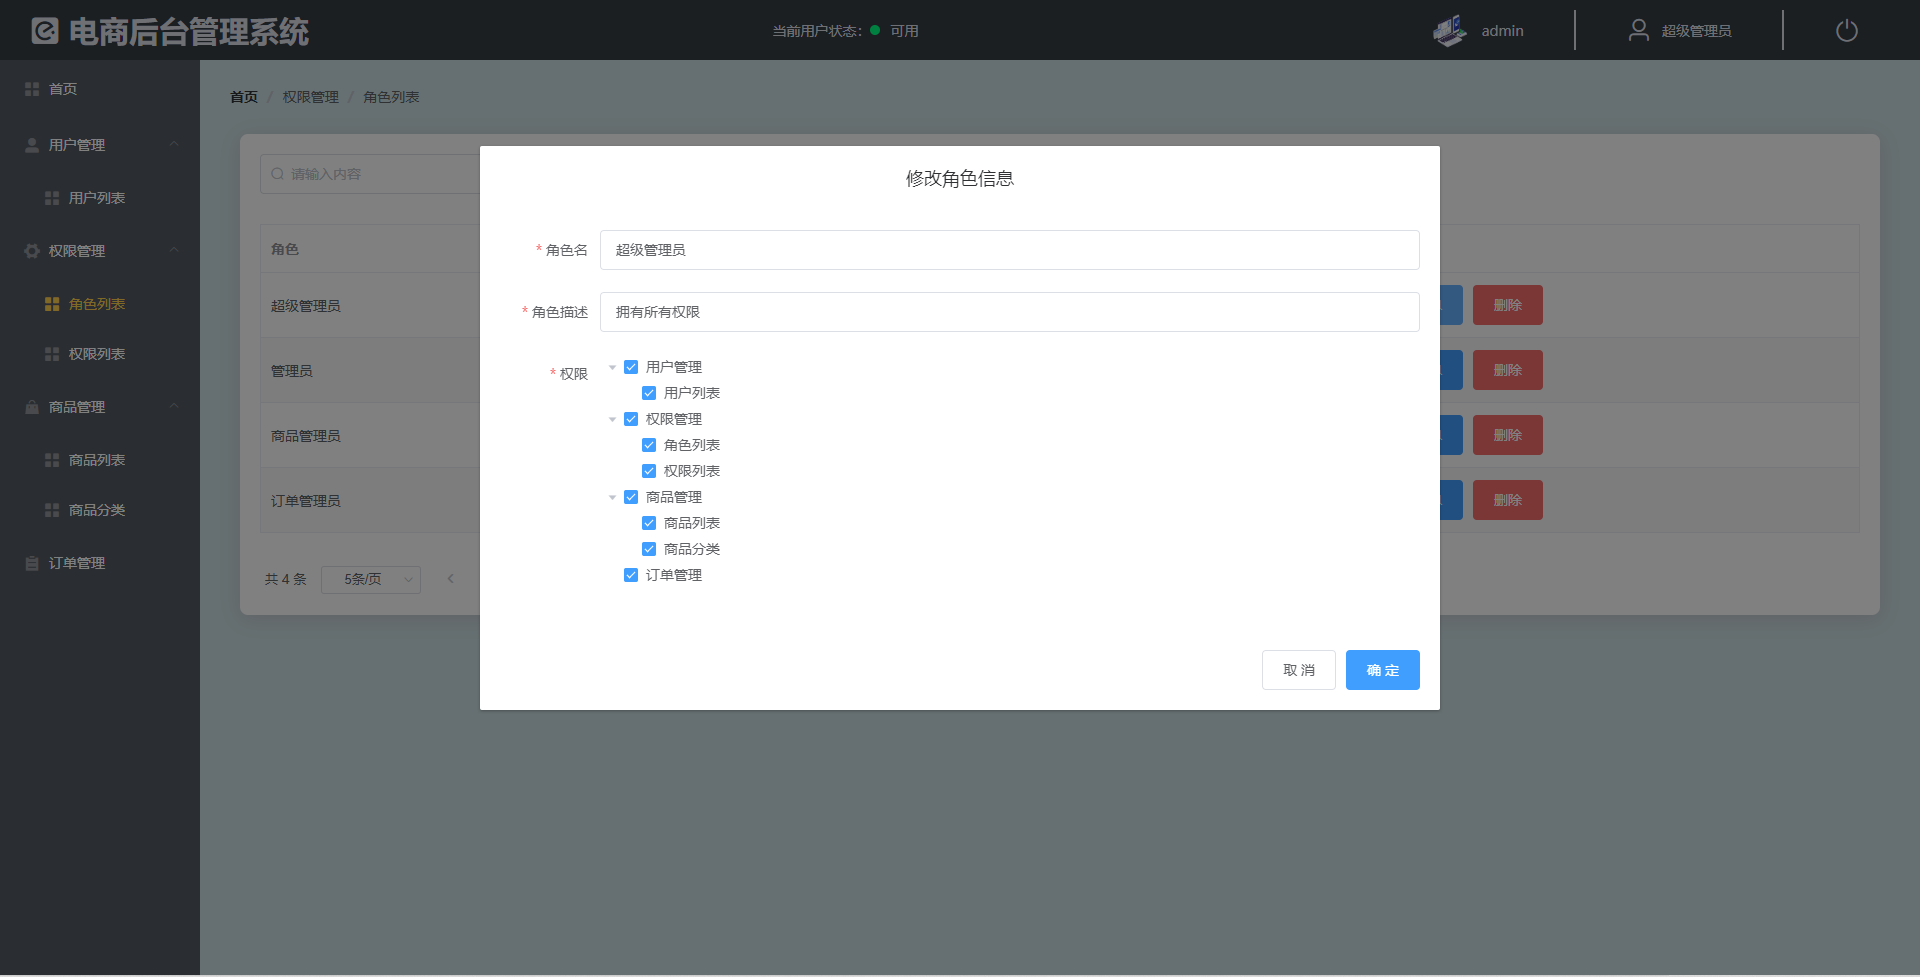 电商后台管理系统
当前用户状态： 可用
admin
超级管理员
首页
用户管理
用户列表
权限管理
角色列表
权限列表
商品管理
商品列表
商品分类
订单管理
首页 / 权限管理 / 角色列表
请输入内容
角色
超级管理员
删除
管理员
删除
商品管理员
删除
订单管理员
删除
共 4 条 5条/页
修改角色信息
* 角色名 超级管理员
* 角色描述 拥有所有权限
* 权限
用户管理
用户列表
权限管理
角色列表
权限列表
商品管理
商品列表
商品分类
订单管理
取 消 确 定